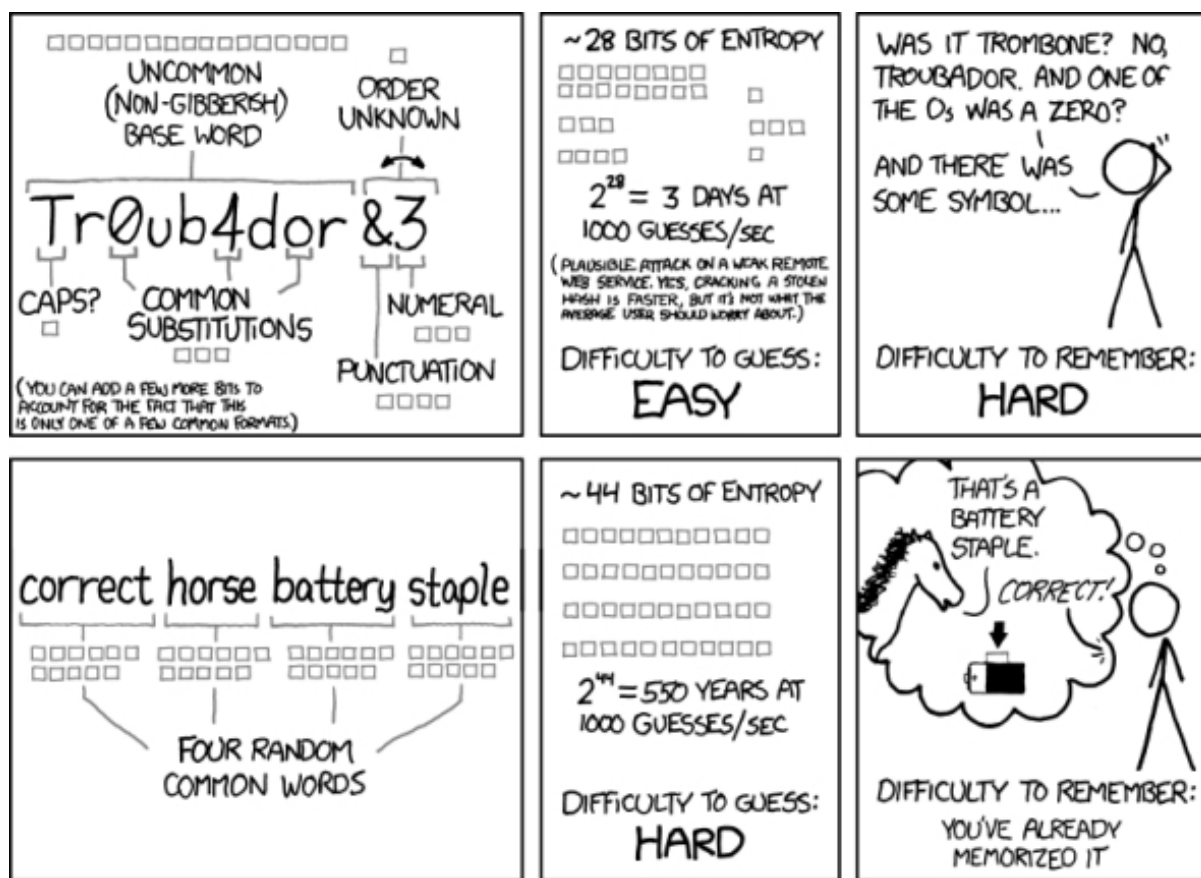 UNCOMMON
(NON-GIBBERISH)
BASE WORD
ORDER
UNKNOWN
Tr0ub4dor &3
CAPS?
COMMON
SUBSTITUTIONS
NUMERAL
PUNCTUATION
(YOU CAN ADD A FEW MORE BITS TO
ACCOUNT FOR THE FACT THAT THIS
IS ONLY ONE OF A FEW COMMON FORMATS.)
~28 BITS OF ENTROPY
2^28 = 3 DAYS AT
1000 GUESSES/SEC
(PLAUSIBLE ATTACK ON A WEAK REMOTE
WEB SERVICE. YES, CRACKING A STOLEN
HASH IS FASTER, BUT IT'S NOT WHAT THE
AVERAGE USER SHOULD WORRY ABOUT.)
DIFFICULTY TO GUESS:
EASY
WAS IT TROMBONE? NO,
TROUBADOR. AND ONE OF
THE Os WAS A ZERO?
AND THERE WAS
SOME SYMBOL...
DIFFICULTY TO REMEMBER:
HARD
correct horse battery staple
FOUR RANDOM
COMMON WORDS
~44 BITS OF ENTROPY
2^44 = 550 YEARS AT
1000 GUESSES/SEC
DIFFICULTY TO GUESS:
HARD
THAT'S A
BATTERY
STAPLE.
CORRECT!
DIFFICULTY TO REMEMBER:
YOU'VE ALREADY
MEMORIZED IT